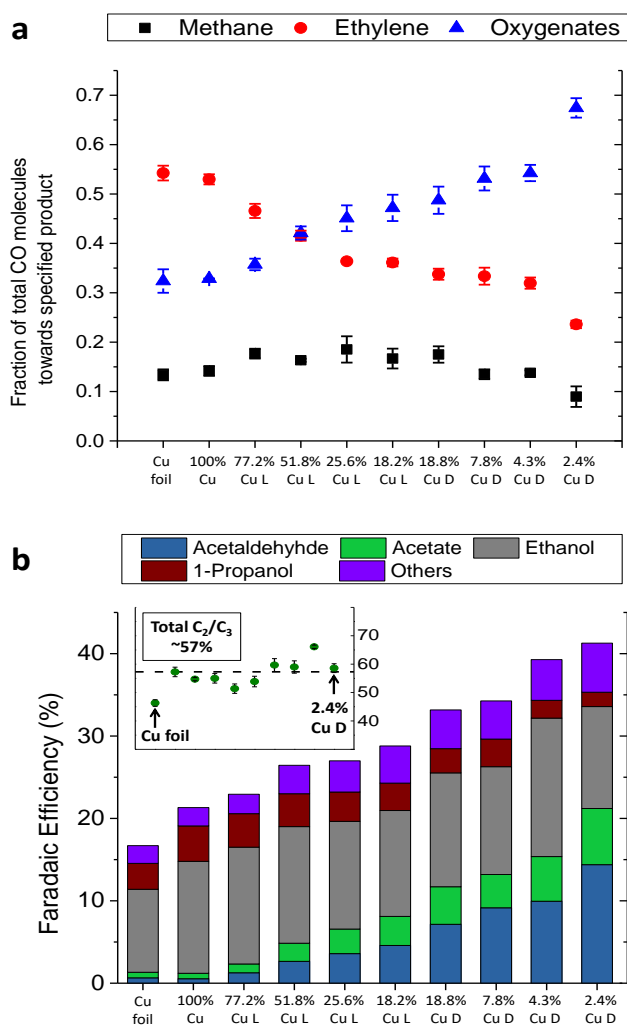 a
Methane Ethylene Oxygenates
Fraction of total CO molecules
towards specified product
0.7
0.6
0.5
0.4
0.3
0.2
0.1
0.0
Cu foil 100% Cu 77.2% Cu L 51.8% Cu L 25.6% Cu L 18.2% Cu L 18.8% Cu D 7.8% Cu D 4.3% Cu D 2.4% Cu D
b
Acetaldehyhde Acetate Ethanol
1-Propanol Others
Faradaic Efficiency (%)
40
30
20
10
0
Total C₂/C₃
~57%
70
60
50
40
Cu foil
2.4%
Cu D
Cu foil 100% Cu 77.2% Cu L 51.8% Cu L 25.6% Cu L 18.2% Cu L 18.8% Cu D 7.8% Cu D 4.3% Cu D 2.4% Cu D